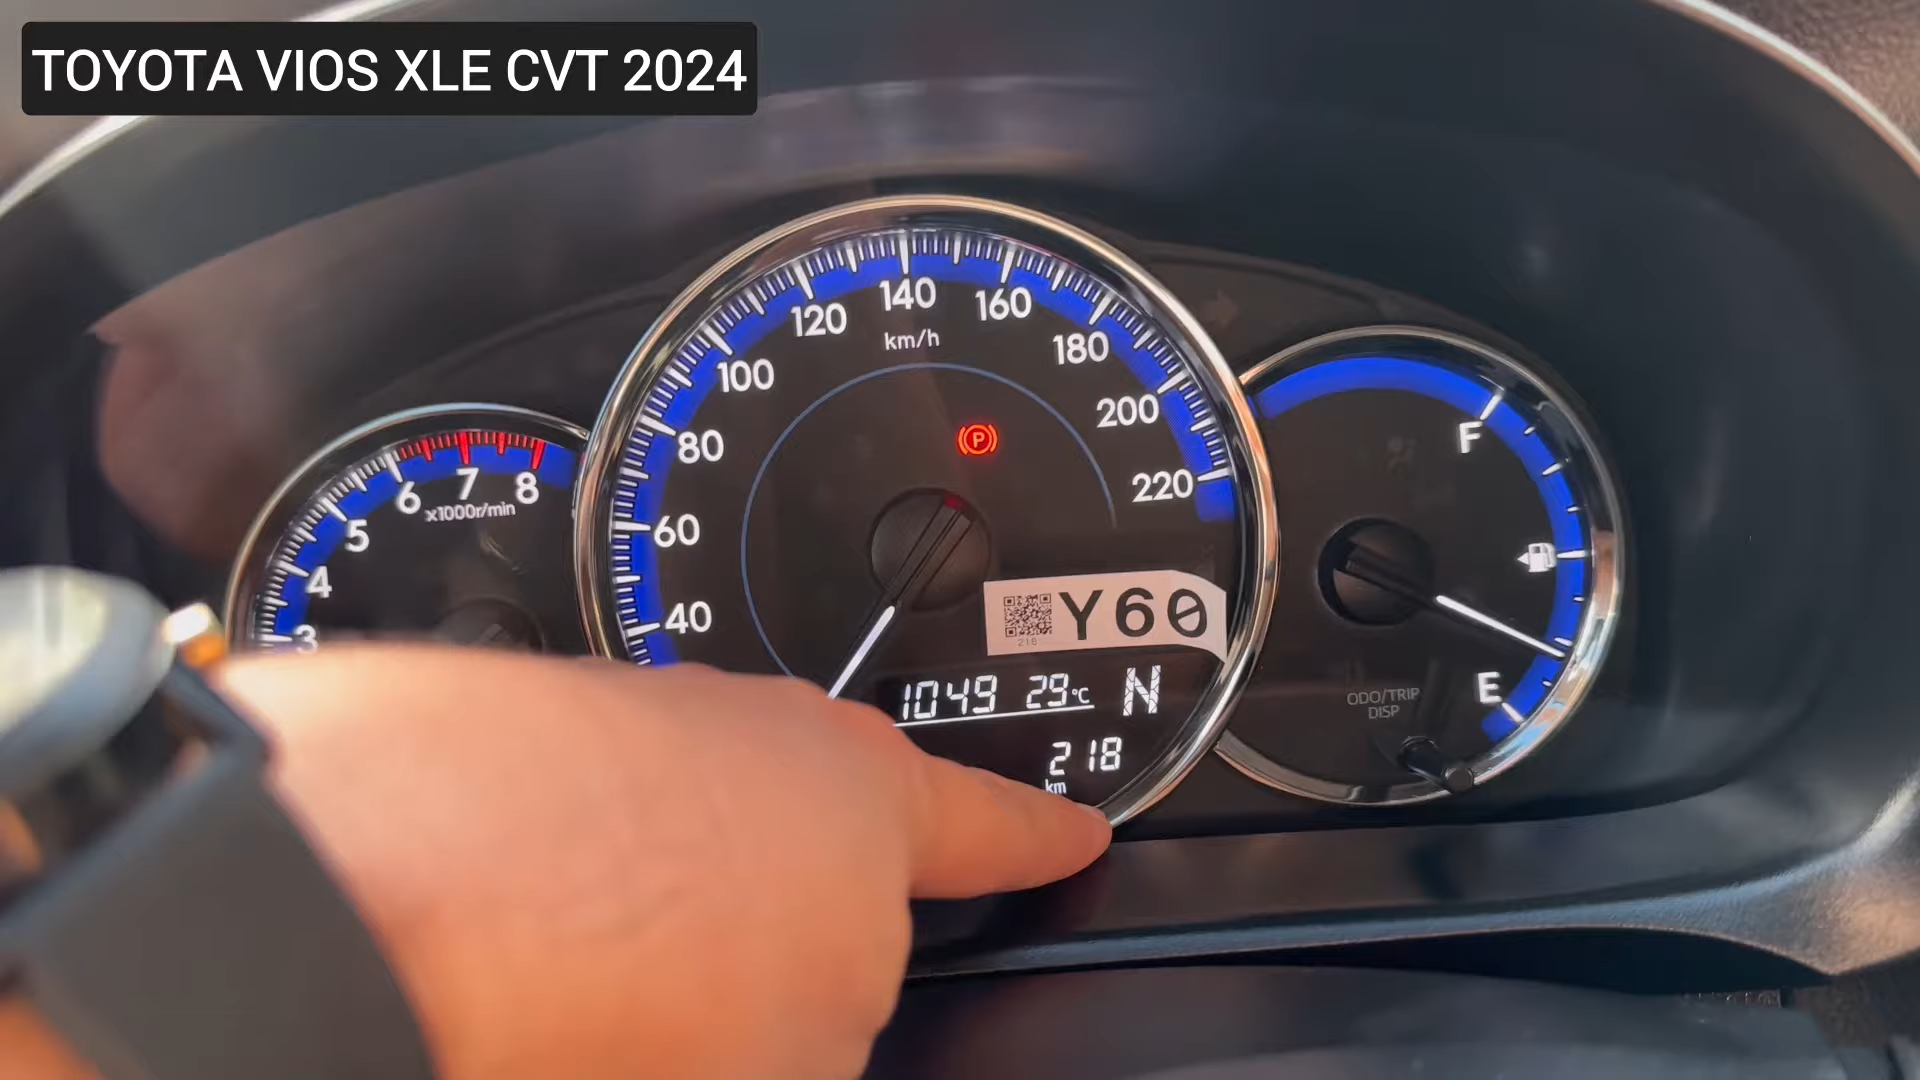 TOYOTA VIOS XLE CVT 2024
3
4
5
6
7
8
x1000r/min
40
60
80
100
120
140
160
180
200
220
km/h
P
Y60
218
1049 29°C N
218
km
F
E
ODO/TRIP
DISP